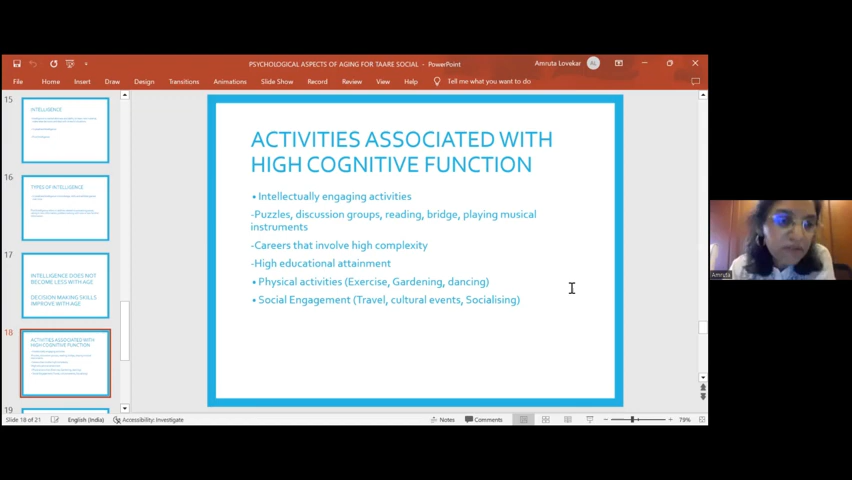 PSYCHOLOGICAL ASPECTS OF AGING FOR TAARE SOCIAL - PowerPoint
Amruta Lovekar
AL
File Home Insert Draw Design Transitions Animations Slide Show Record Review View Help Tell me what you want to do
15
INTELLIGENCE
16
TYPES OF INTELLIGENCE
17
INTELLIGENCE DOES NOT
BECOME LESS WITH AGE
DECISION MAKING SKILLS
IMPROVE WITH AGE
18
ACTIVITIES ASSOCIATED WITH
HIGH COGNITIVE FUNCTION
19
ACTIVITIES ASSOCIATED WITH
HIGH COGNITIVE FUNCTION
• Intellectually engaging activities
-Puzzles, discussion groups, reading, bridge, playing musical
instruments
-Careers that involve high complexity
-High educational attainment
• Physical activities (Exercise, Gardening, dancing)
• Social Engagement (Travel, cultural events, Socialising)
Amruta
Slide 18 of 21 English (India) Accessibility: Investigate Notes Comments 79%